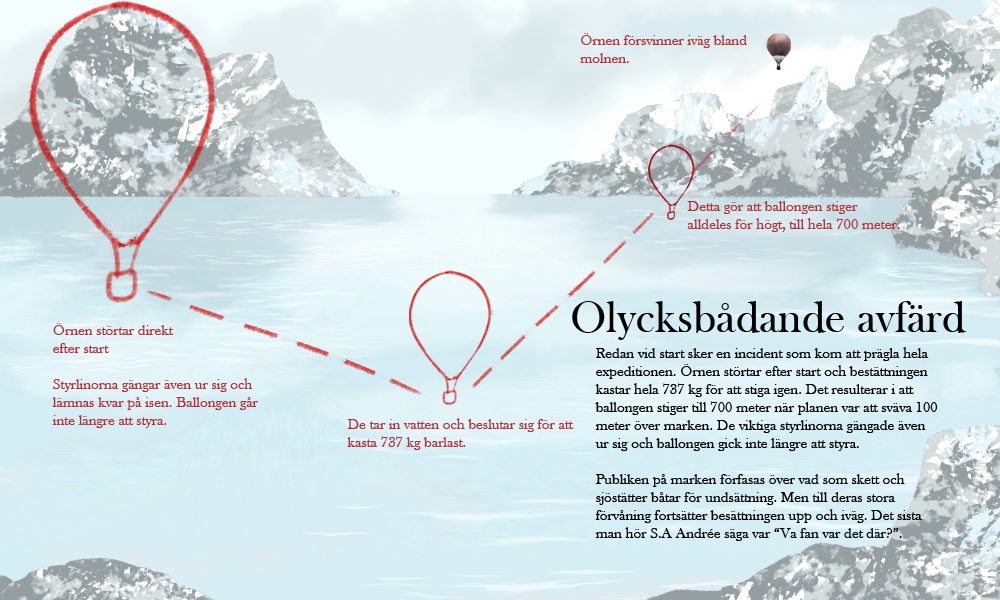 Örnen försvinner iväg bland
molnen.
Detta gör att ballongen stiger
alldeles för högt, till hela 700 meter.
Örnen störtar direkt
efter start
Styrlinorna gängar även ur sig och
lämnas kvar på isen. Ballongen går
inte längre att styra.
De tar in vatten och beslutar sig för att
kasta 737 kg barlast.
Olycksbådande avfärd
Redan vid start sker en incident som kom att prägla hela
expeditionen. Örnen störtar efter start och bestättningen
kastar hela 737 kg för att stiga igen. Det resulterar i att
ballongen stiger till 700 meter när planen var att sväva 100
meter över marken. De viktiga styrlinorna gängade även
ur sig och ballongen gick inte längre att styra.
Publiken på marken förfasas över vad som skett och
sjöstätter båtar för undsättning. Men till deras stora
förvåning fortsätter besättningen upp och iväg. Det sista
man hör S.A Andrée säga var “Va fan var det där?”.